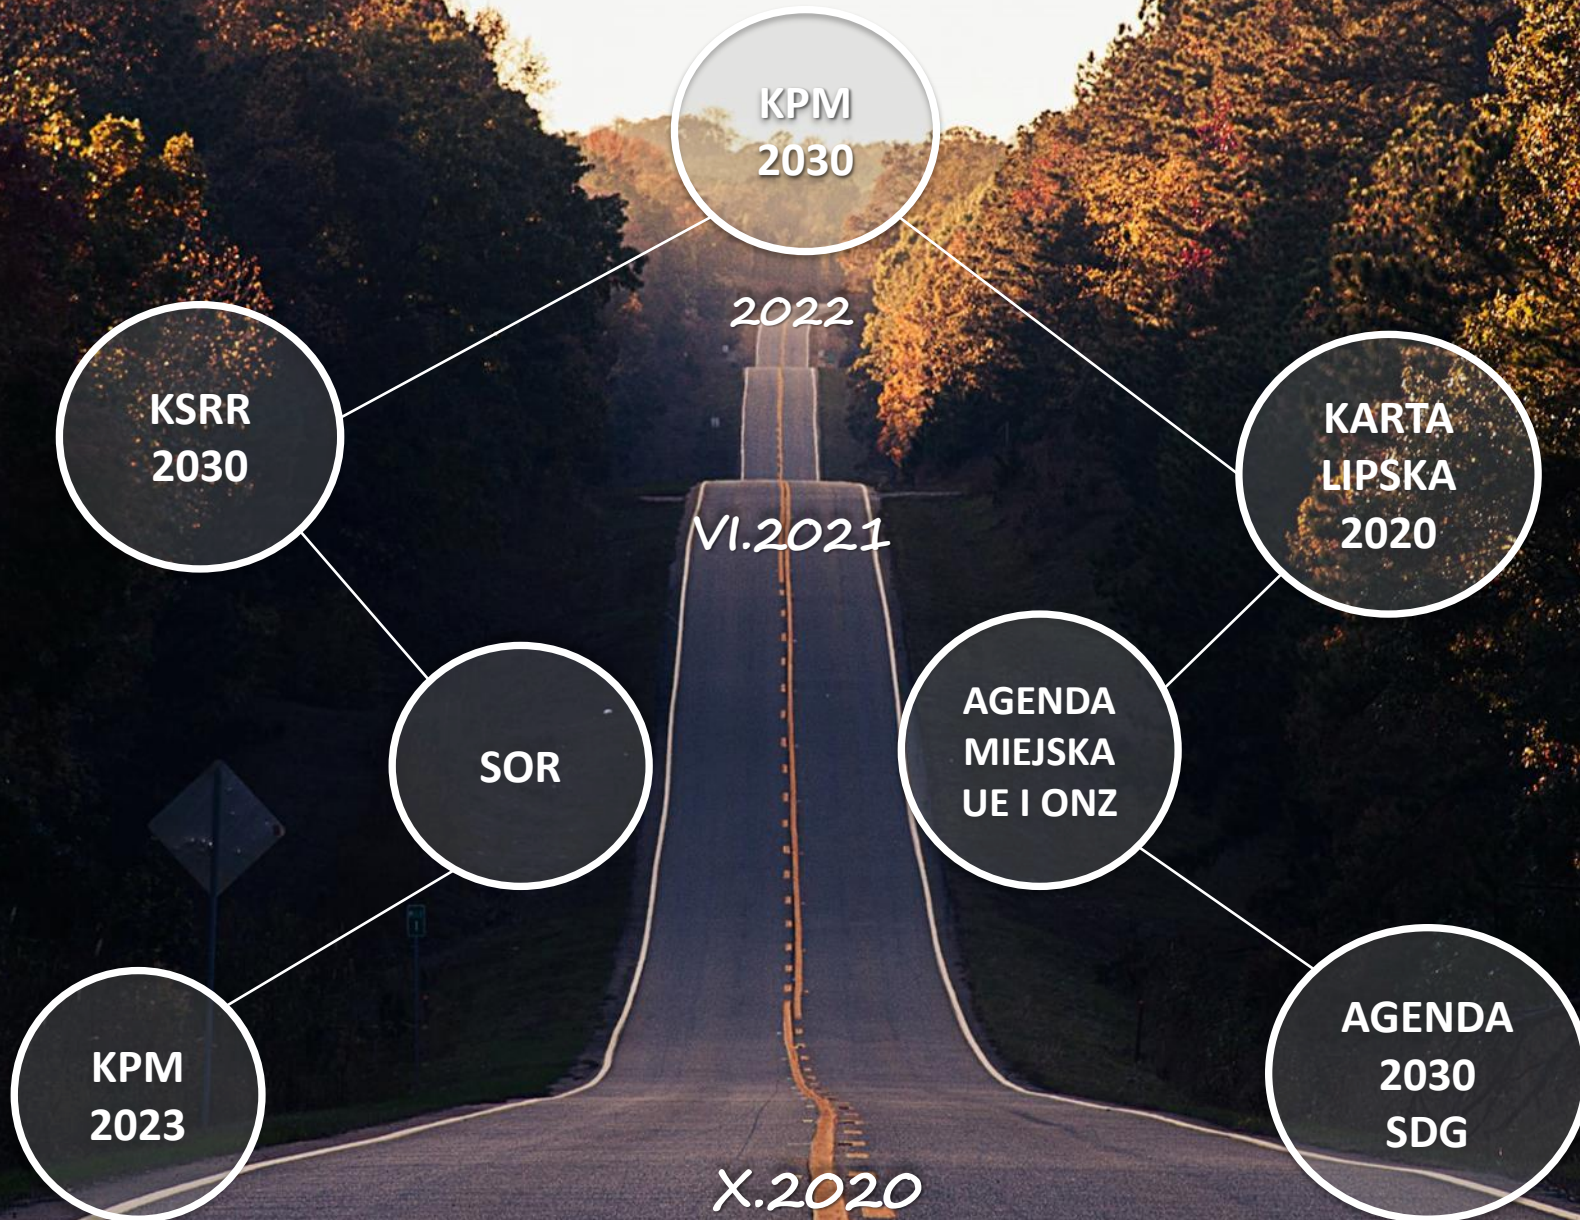 KPM
2030
2022
KSRR
2030
KARTA
LIPSKA
2020
VI.2021
SOR
AGENDA
MIEJSKA
UE I ONZ
KPM
2023
AGENDA
2030
SDG
X.2020